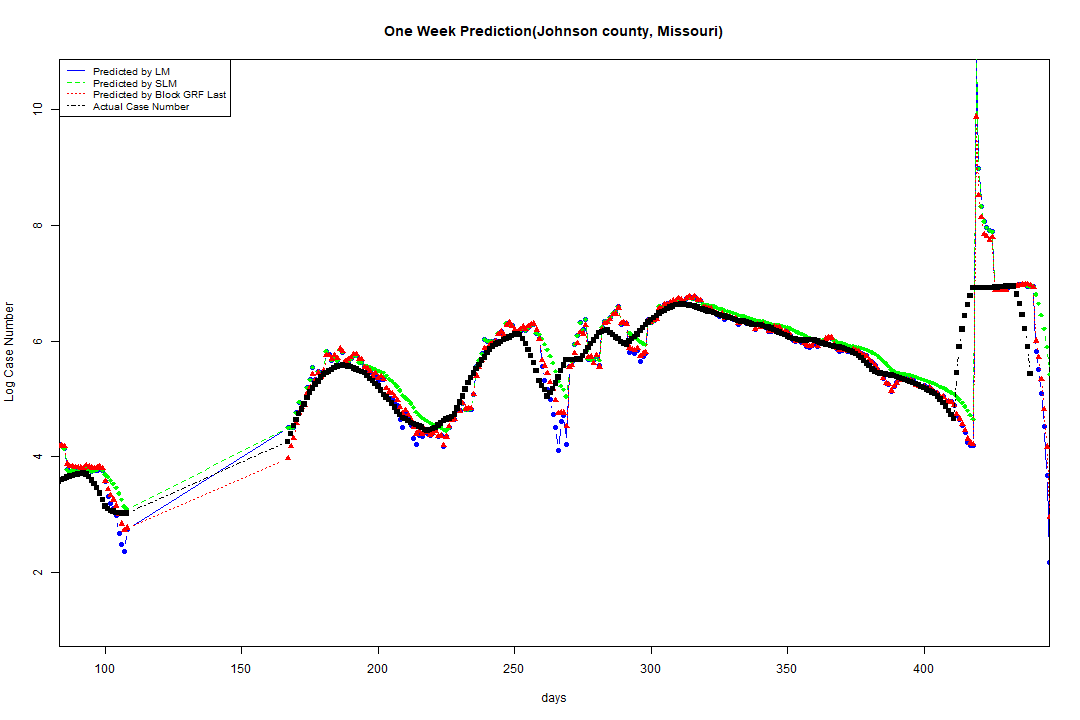 One Week Prediction(Johnson county, Missouri)
Predicted by LM
Predicted by SLM
Predicted by Block GRF Last
Actual Case Number
10
8
6
4
2
Log Case Number
100 150 200 250 300 350 400
days